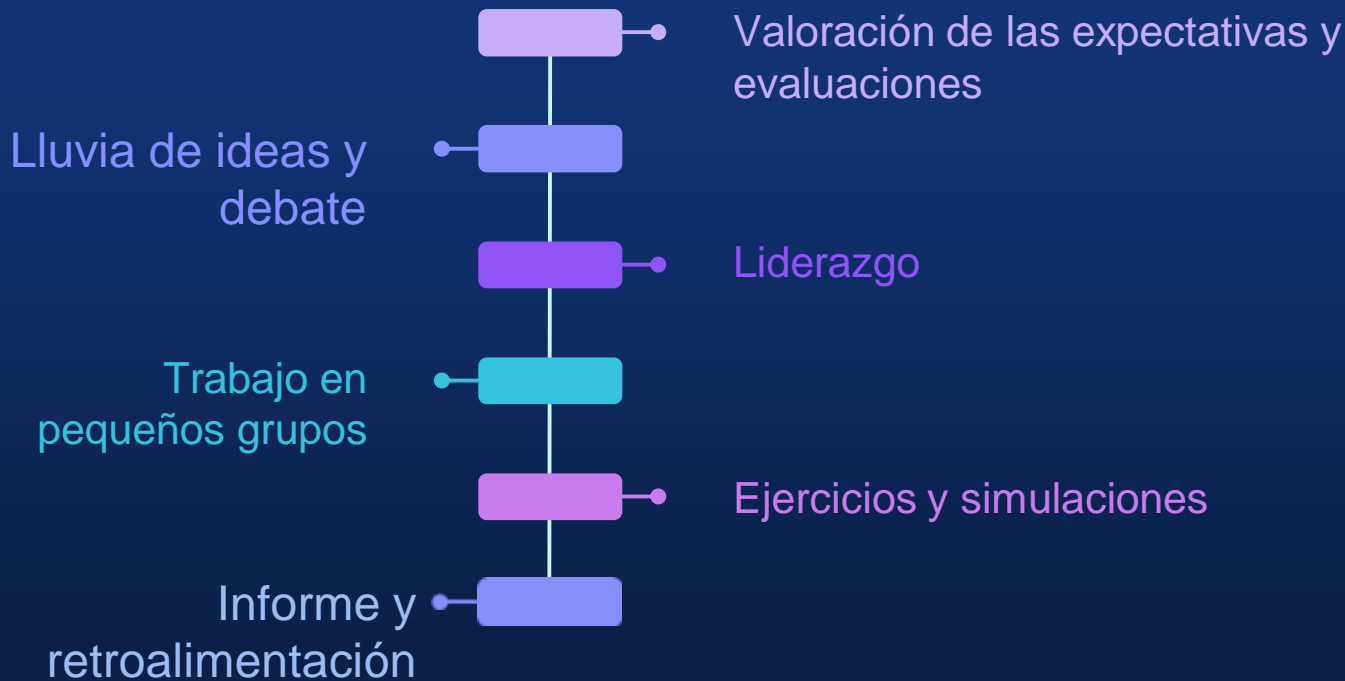 Valoración de las expectativas y
evaluaciones
Lluvia de ideas y
debate
Liderazgo
Trabajo en
pequeños grupos
Ejercicios y simulaciones
Informe y
retroalimentación